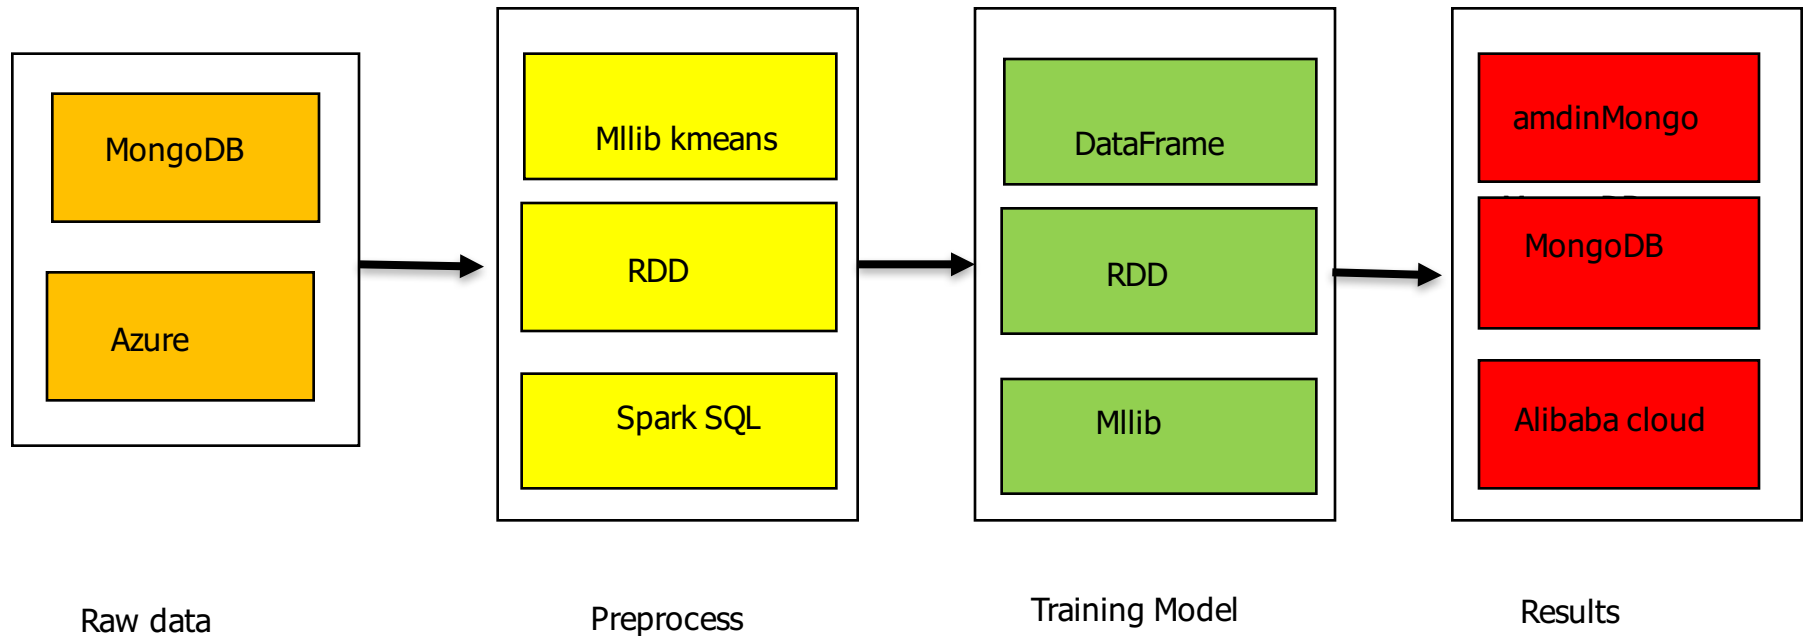 MongoDB
Azure
Raw data
Mllib kmeans
RDD
Spark SQL
Preprocess
DataFrame
RDD
Mllib
Training Model
amdinMongo
MongoDB
Alibaba cloud
Results